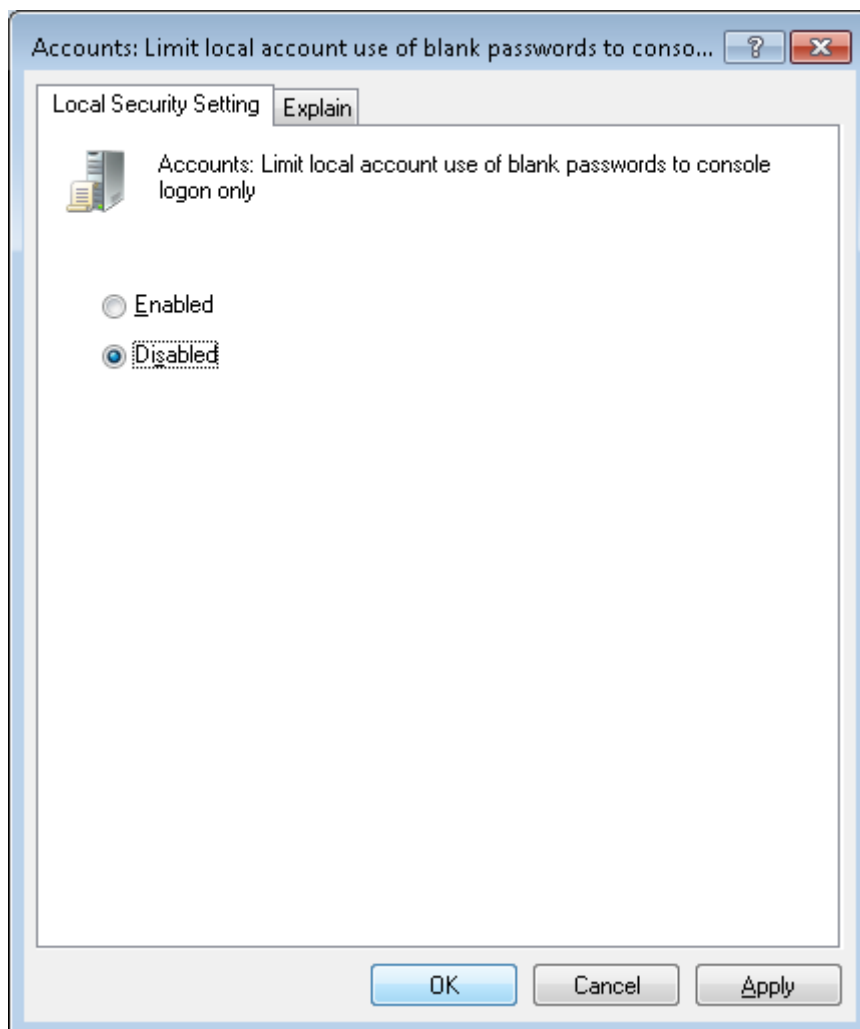 Accounts: Limit local account use of blank passwords to conso...
Local Security Setting
Explain
Accounts: Limit local account use of blank passwords to console
logon only
Enabled
Disabled
OK
Cancel
Apply